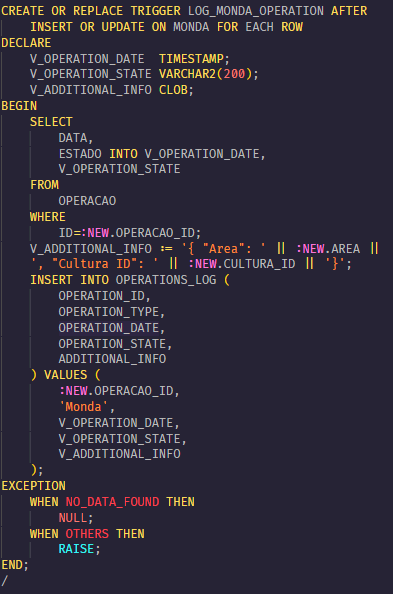 CREATE OR REPLACE TRIGGER LOG_MONDA_OPERATION AFTER
    INSERT OR UPDATE ON MONDA FOR EACH ROW
DECLARE
    V_OPERATION_DATE  TIMESTAMP;
    V_OPERATION_STATE VARCHAR2(200);
    V_ADDITIONAL_INFO CLOB;
BEGIN
    SELECT
        DATA,
        ESTADO INTO V_OPERATION_DATE,
        V_OPERATION_STATE
    FROM
        OPERACAO
    WHERE
        ID=:NEW.OPERACAO_ID;
    V_ADDITIONAL_INFO := '{ "Area": ' || :NEW.AREA ||
    ', "Cultura ID": ' || :NEW.CULTURA_ID || '}';
    INSERT INTO OPERATIONS_LOG (
        OPERATION_ID,
        OPERATION_TYPE,
        OPERATION_DATE,
        OPERATION_STATE,
        ADDITIONAL_INFO
    ) VALUES (
        :NEW.OPERACAO_ID,
        'Monda',
        V_OPERATION_DATE,
        V_OPERATION_STATE,
        V_ADDITIONAL_INFO
    );
EXCEPTION
    WHEN NO_DATA_FOUND THEN
        NULL;
    WHEN OTHERS THEN
        RAISE;
END;
/